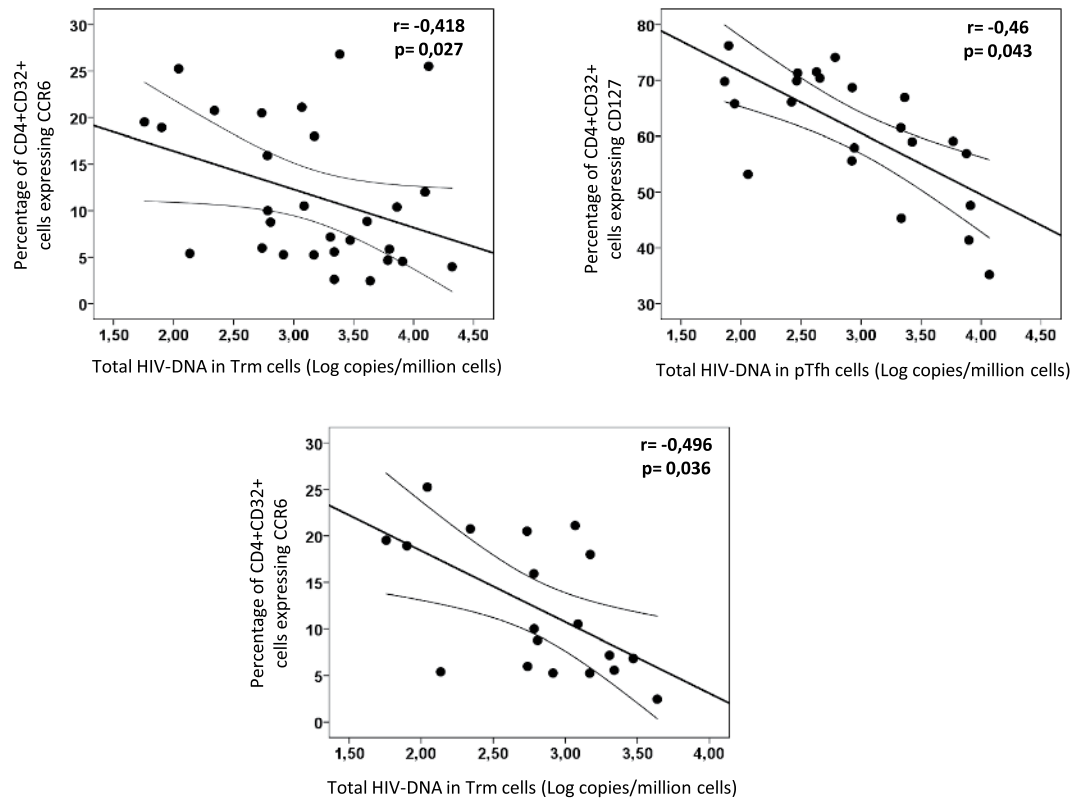 r= -0,418
p= 0,027
Percentage of CD4+CD32+
cells expressing CCR6
30
25
20
15
10
5
0
1,50 2,00 2,50 3,00 3,50 4,00 4,50
Total HIV-DNA in Trm cells (Log copies/million cells)
r= -0,46
p= 0,043
Percentage of CD4+CD32+
cells expressing CD127
80
70
60
50
40
30
1,50 2,00 2,50 3,00 3,50 4,00 4,50
Total HIV-DNA in pTfh cells (Log copies/million cells)
r= -0,496
p= 0,036
Percentage of CD4+CD32+
cells expressing CCR6
30
25
20
15
10
5
0
1,50 2,00 2,50 3,00 3,50 4,00
Total HIV-DNA in Trm cells (Log copies/million cells)